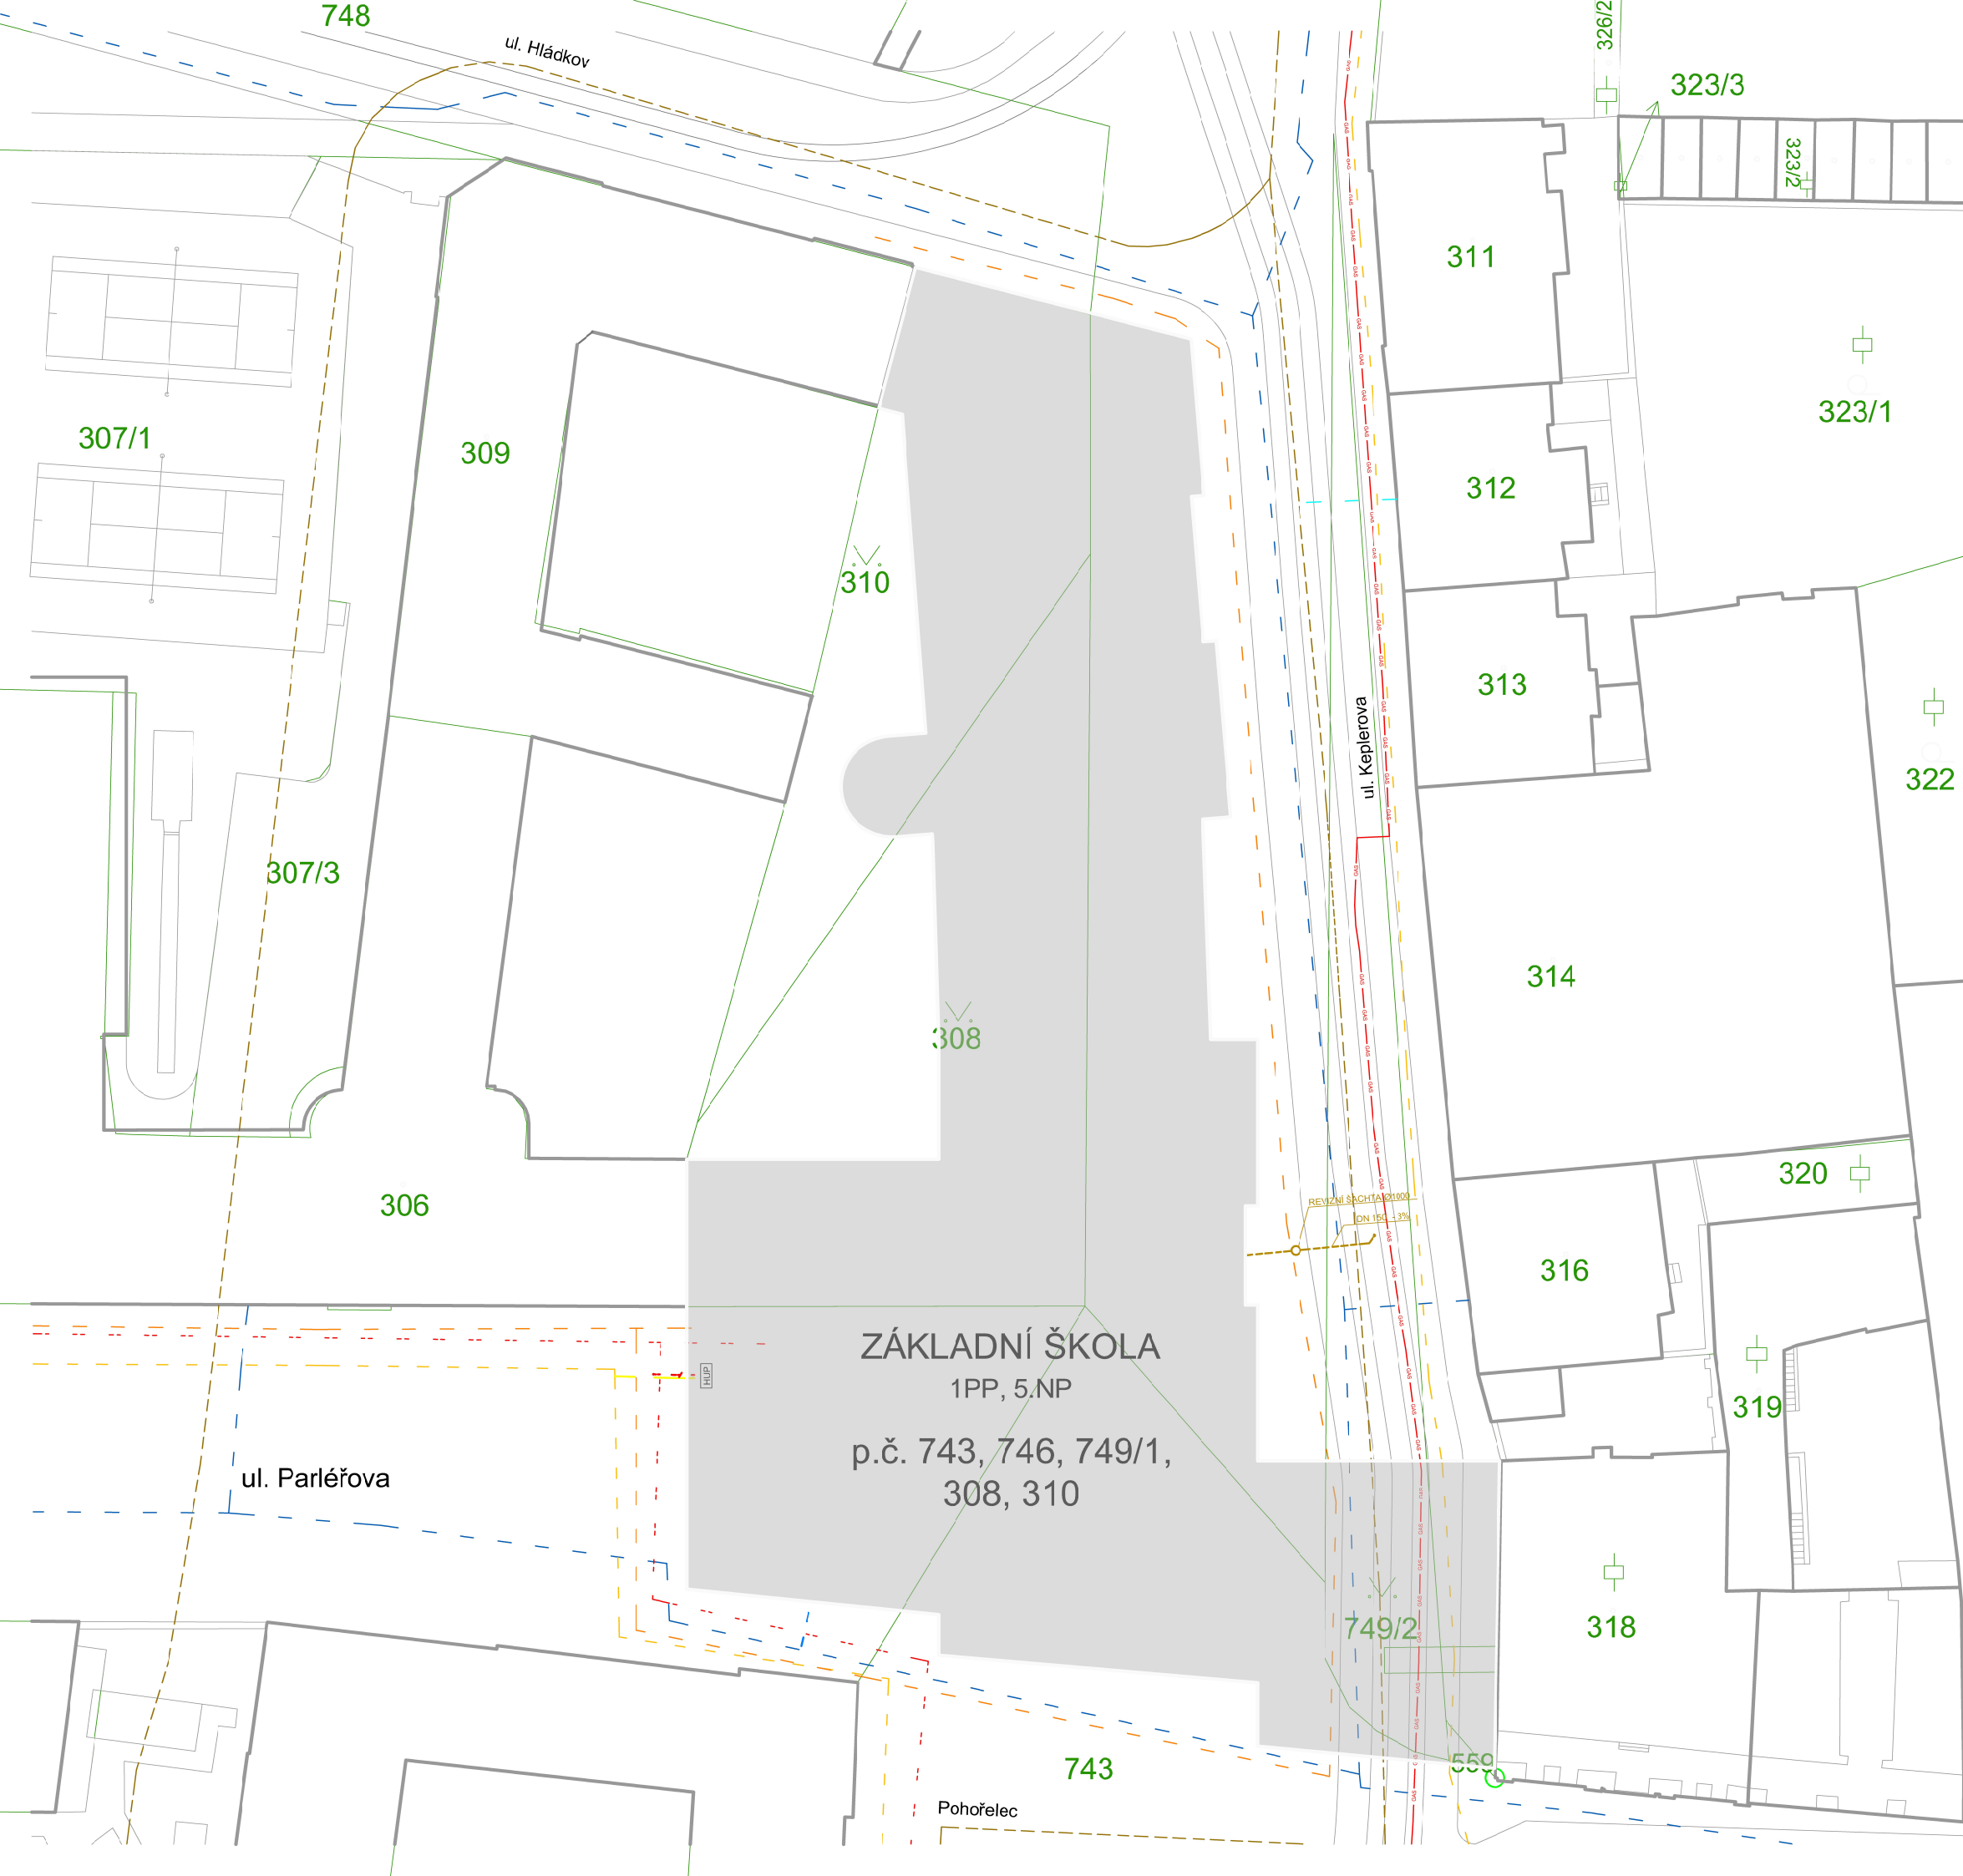 748
ul. Hládkov
326/2
323/3
323/2
311
323/1
307/1
309
312
310
313
ul. Keplerova
322
307/3
314
308
320
REVIZNÍ ŠACHTA Ø1000
DN 150 - 3%
306
316
ZÁKLADNÍ ŠKOLA
1PP, 5.NP
HUP
319
p.č. 743, 746, 749/1,
308, 310
ul. Parléřova
749/2
318
559
743
Pohořelec
GAS